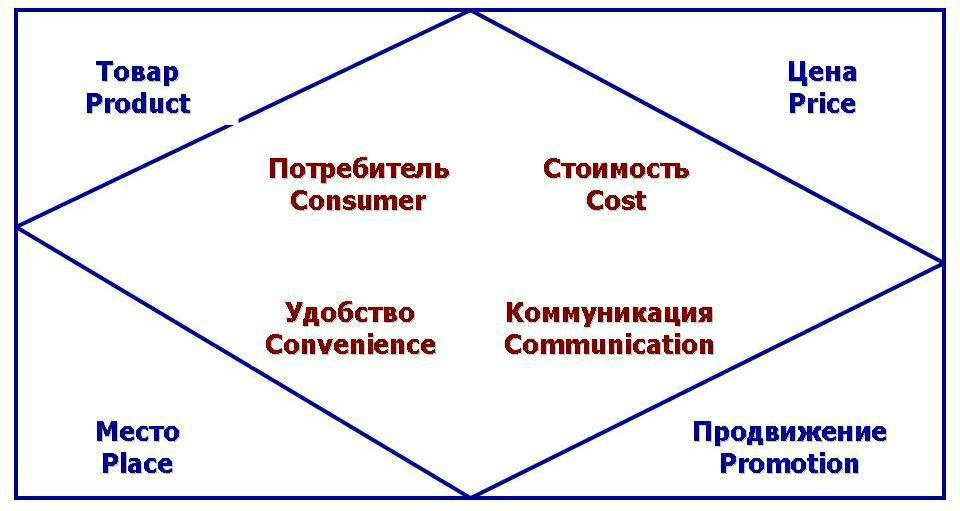 Товар
Product
Цена
Price
Потребитель
Consumer
Стоимость
Cost
Удобство
Convenience
Коммуникация
Communication
Место
Place
Продвижение
Promotion